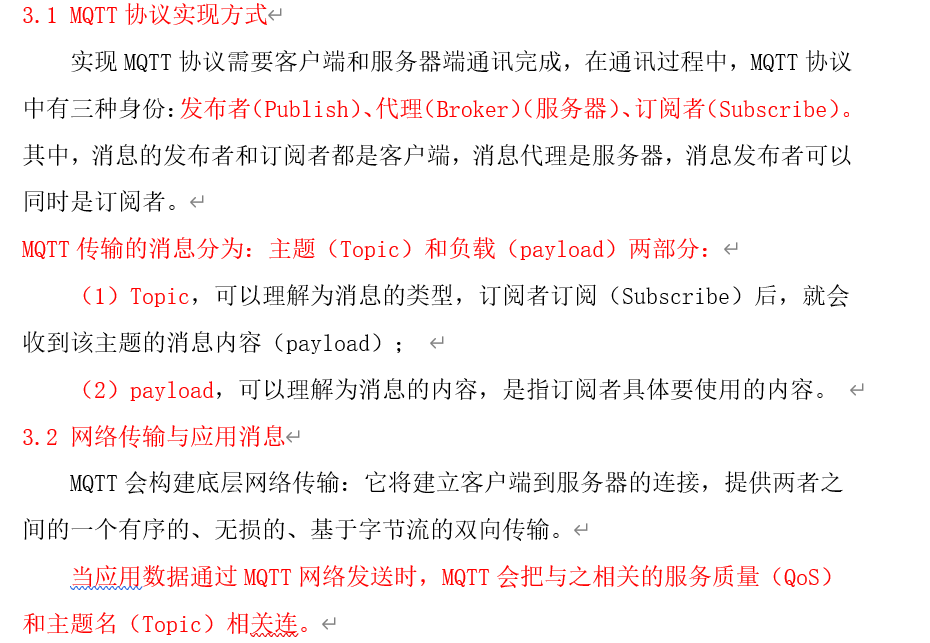 3.1 MQTT 协议实现方式
实现 MQTT 协议需要客户端和服务器端通讯完成，在通讯过程中，MQTT 协议
中有三种身份：发布者(Publish)、代理(Broker)(服务器)、订阅者(Subscribe)。
其中，消息的发布者和订阅者都是客户端，消息代理是服务器，消息发布者可以
同时是订阅者。
MQTT 传输的消息分为：主题（Topic）和负载（payload）两部分：
（1）Topic，可以理解为消息的类型，订阅者订阅（Subscribe）后，就会
收到该主题的消息内容（payload）；
（2）payload，可以理解为消息的内容，是指订阅者具体要使用的内容。
3.2 网络传输与应用消息
MQTT 会构建底层网络传输：它将建立客户端到服务器的连接，提供两者之
间的一个有序的、无损的、基于字节流的双向传输。
当应用数据通过 MQTT 网络发送时，MQTT 会把与之相关的服务质量（QoS）
和主题名（Topic）相关连。